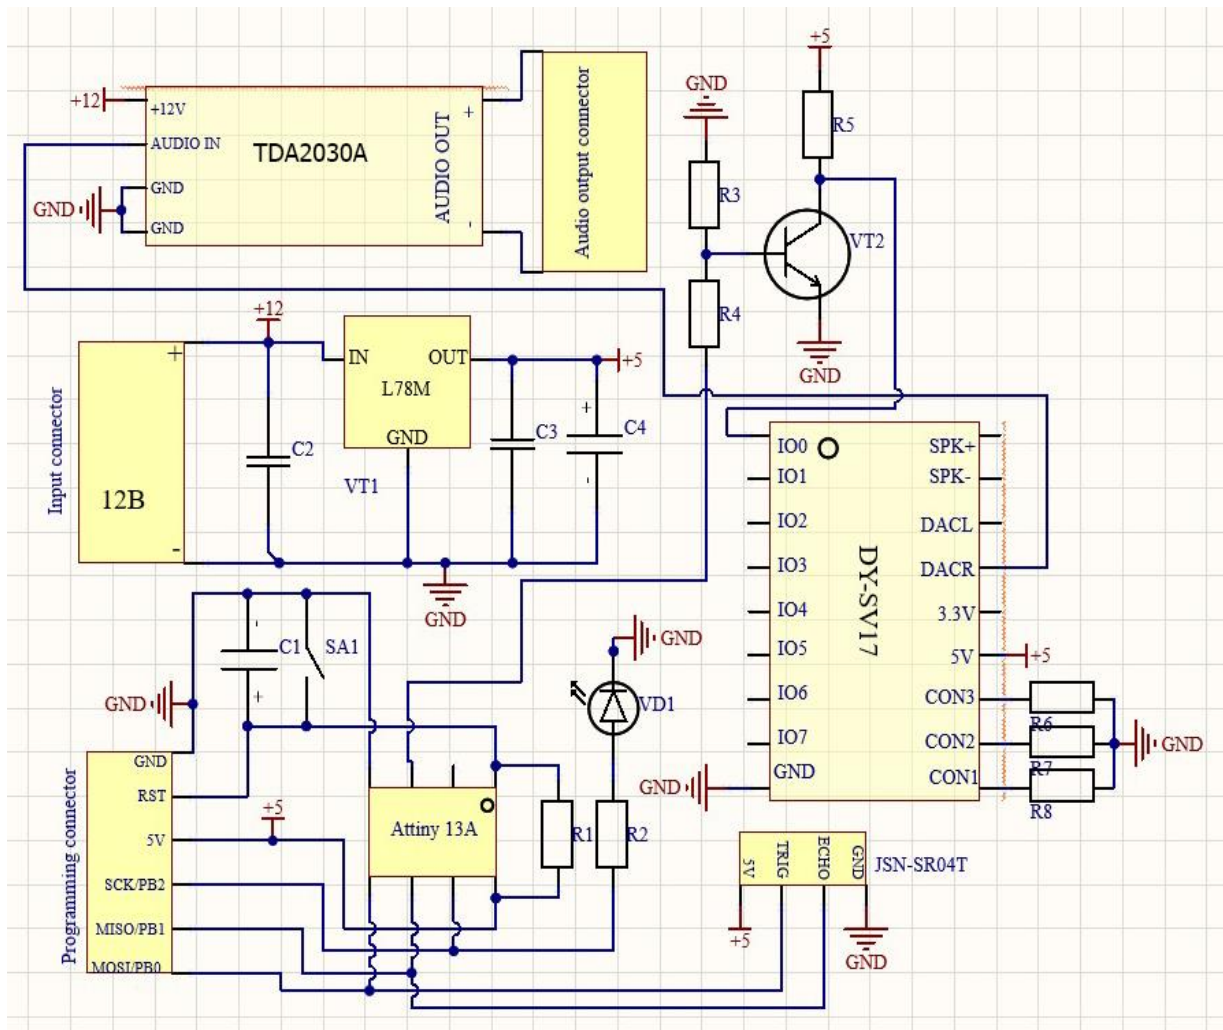 +5
GND
+12
+12V
+
AUDIO IN
TDA2030A
AUDIO OUT
Audio output connector
R5
GND
GND
GND
-
R3
VT2
R4
+12
GND
Input connector
+
12B
-
IN
OUT
L78M
GND
VT1
+5
C2
C3
+
C4
-
GND
IO0
IO1
IO2
IO3
IO4
IO5
IO6
IO7
GND
DY-SV17
SPK+
SPK-
DACL
DACR
3.3V
5V
CON3
CON2
CON1
+5
R6
R7
R8
GND
GND
-
C1
+
SA1
GND
GND
VD1
Programming connector
GND
RST
5V
SCK/PB2
MISO/PB1
MOSI/PB0
+5
Attiny 13A
R1
R2
5V
TRIG
ECHO
GND
JSN-SR04T
+5
GND